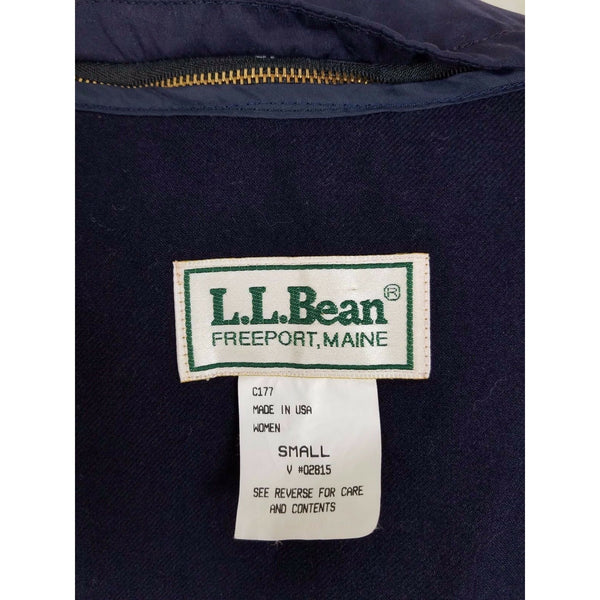 L.L.Bean®
FREEPORT, MAINE
C177
MADE IN USA
WOMEN
SMALL
V #02815
SEE REVERSE FOR CARE
AND CONTENTS